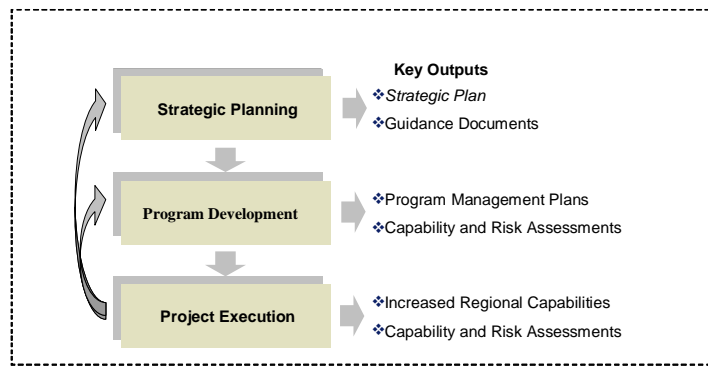 Key Outputs
Strategic Planning
❖Strategic Plan
❖Guidance Documents
Program Development
❖Program Management Plans
❖Capability and Risk Assessments
Project Execution
❖Increased Regional Capabilities
❖Capability and Risk Assessments